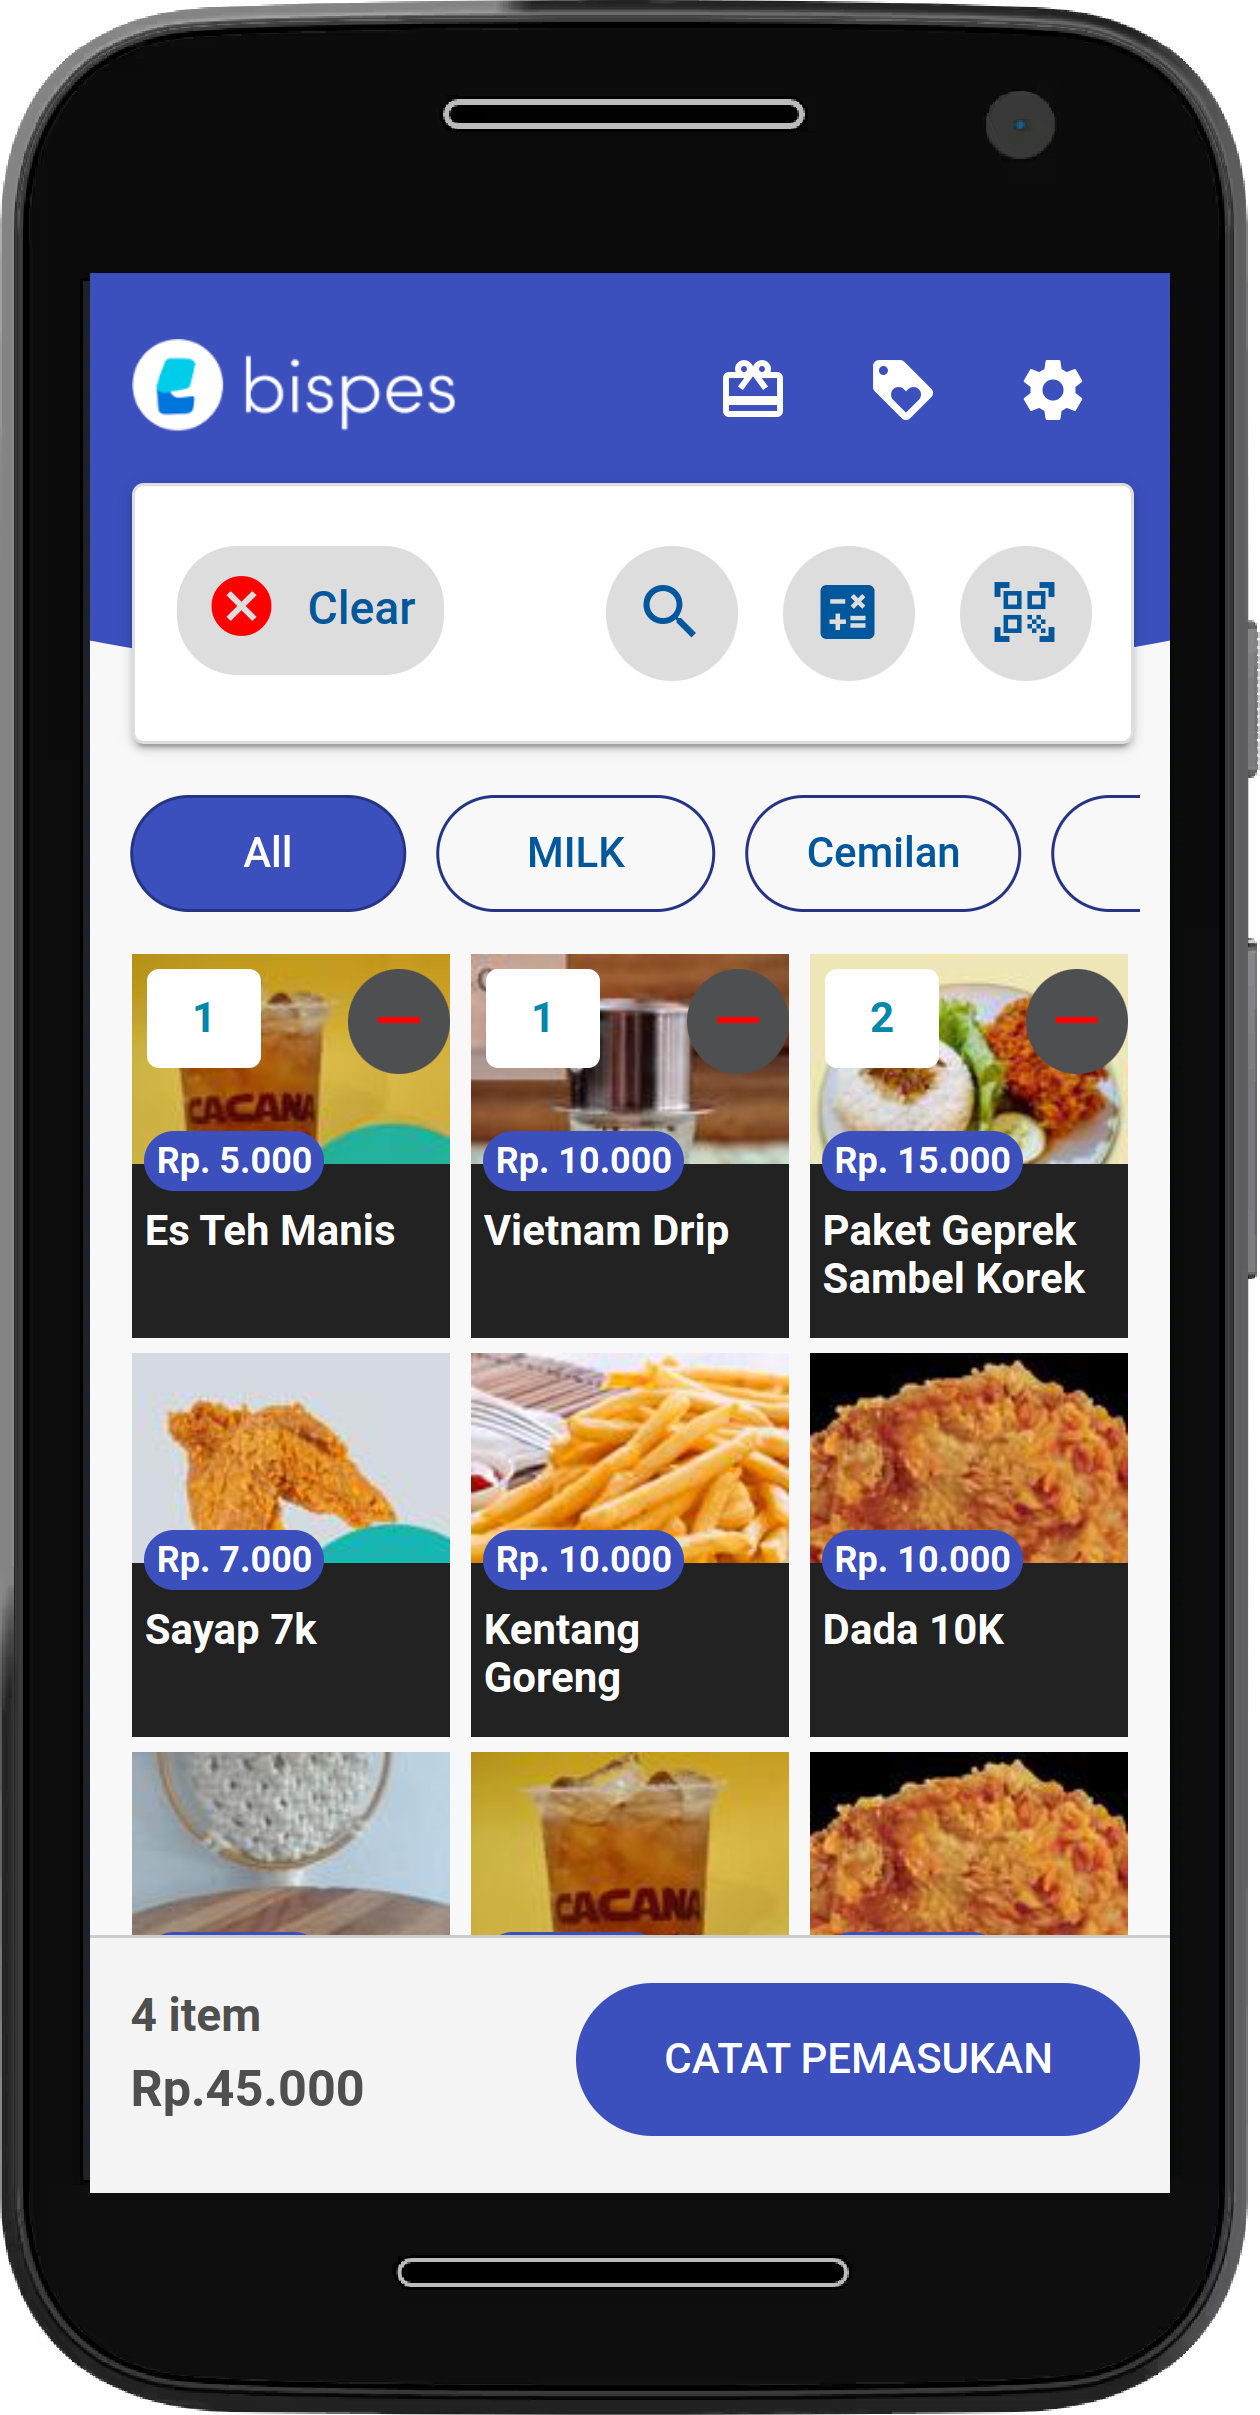 bispes
Clear
All
MILK
Cemilan
1
1
2
CACANA
Rp. 5.000
Rp. 10.000
Rp. 15.000
Es Teh Manis
Vietnam Drip
Paket Geprek
Sambel Korek
Rp. 7.000
Rp. 10.000
Rp. 10.000
Sayap 7k
Kentang
Goreng
Dada 10K
CACANA
4 item
Rp.45.000
CATAT PEMASUKAN